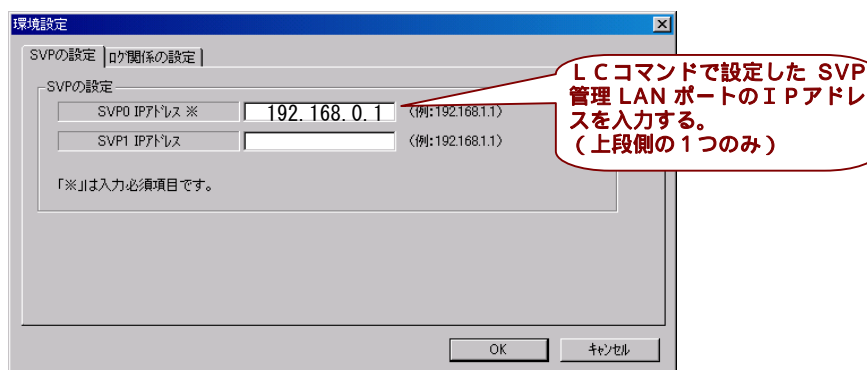 環境設定
SVPの設定
ログ関係の設定
SVPの設定
SVP0 IPアドレス ※
192.168.0.1
(例:192.168.1.1)
SVP1 IPアドレス
(例:192.168.1.1)
「※」は入力必須項目です。
OK
キャンセル
LCコマンドで設定した SVP
管理 LAN ポートのIPアドレ
スを入力する。
(上段側の1つのみ)